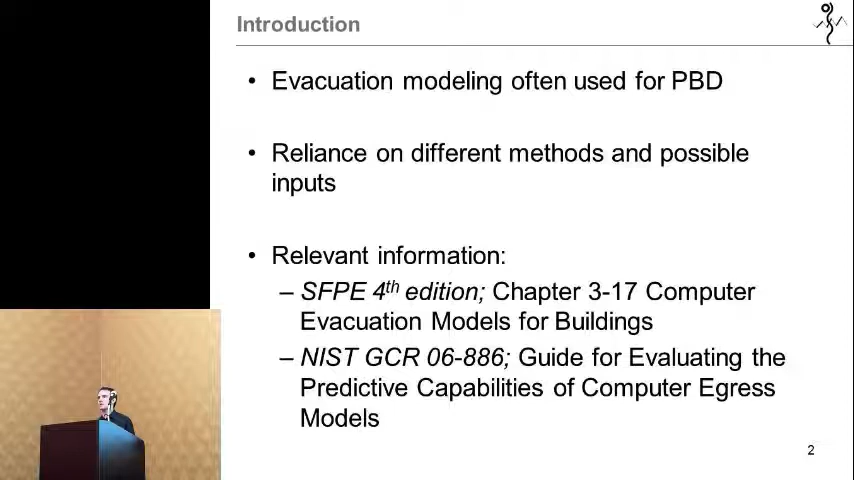 Introduction
• Evacuation modeling often used for PBD
• Reliance on different methods and possible
inputs
• Relevant information:
– SFPE 4th edition; Chapter 3-17 Computer
Evacuation Models for Buildings
– NIST GCR 06-886; Guide for Evaluating the
Predictive Capabilities of Computer Egress
Models
2